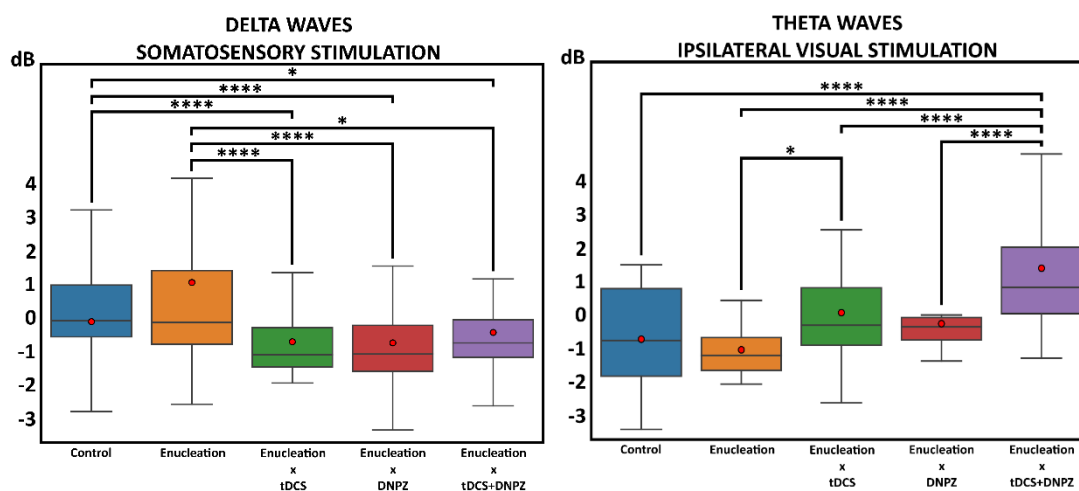 DELTA WAVES
SOMATOSENSORY STIMULATION
dB
*
****
****
*
****
****
4
3
2
1
0
-1
-2
-3
Control
Enucleation
Enucleation
x
tDCS
Enucleation
x
DNPZ
Enucleation
x
tDCS+DNPZ
THETA WAVES
IPSILATERAL VISUAL STIMULATION
dB
****
****
****
****
*
4
3
2
1
0
-1
-2
-3
Control
Enucleation
Enucleation
x
tDCS
Enucleation
x
DNPZ
Enucleation
x
tDCS+DNPZ